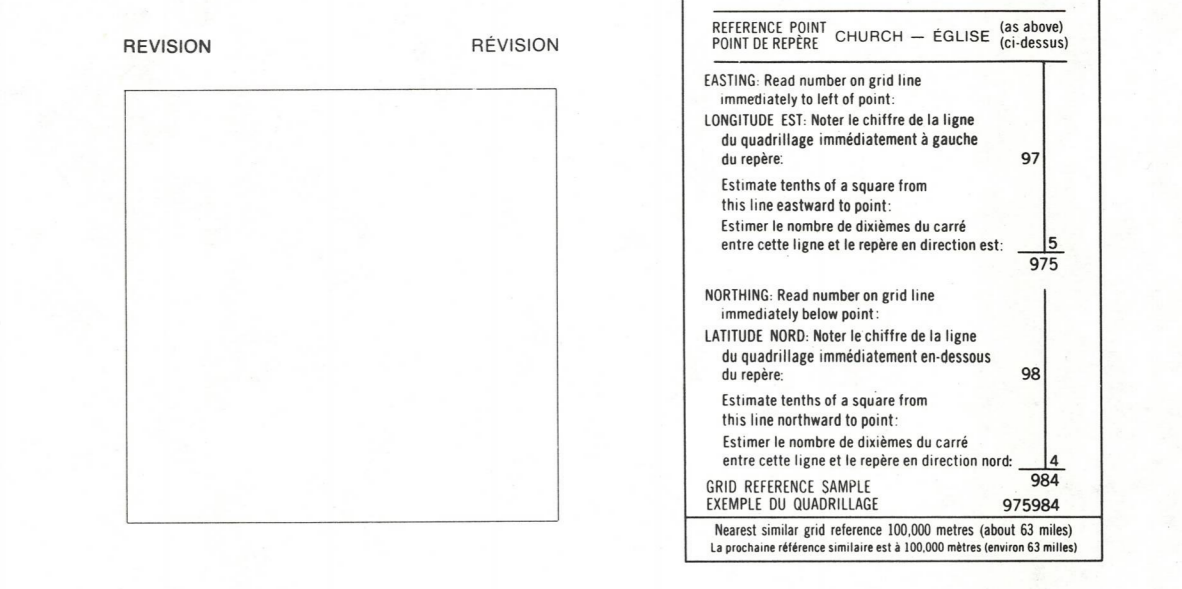 REVISION RÉVISION
REFERENCE POINT
POINT DE REPÈRE CHURCH — ÉGLISE (as above)
(ci-dessus)
EASTING: Read number on grid line
immediately to left of point:
LONGITUDE EST: Noter le chiffre de la ligne
du quadrillage immédiatement à gauche
du repère: 97
Estimate tenths of a square from
this line eastward to point:
Estimer le nombre de dixièmes du carré
entre cette ligne et le repère en direction est: 5
975
NORTHING: Read number on grid line
immediately below point:
LATITUDE NORD: Noter le chiffre de la ligne
du quadrillage immédiatement en-dessous
du repère: 98
Estimate tenths of a square from
this line northward to point:
Estimer le nombre de dixièmes du carré
entre cette ligne et le repère en direction nord: 4
984
GRID REFERENCE SAMPLE
EXEMPLE DU QUADRILLAGE 975984
Nearest similar grid reference 100,000 metres (about 63 miles)
La prochaine référence similaire est à 100,000 mètres (environ 63 milles)